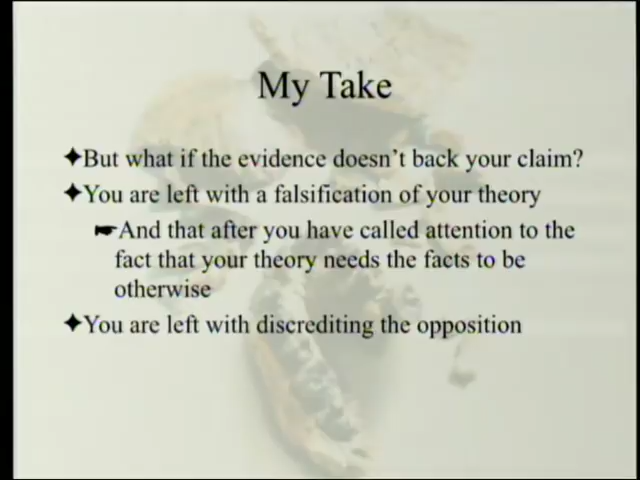 My Take
But what if the evidence doesn't back your claim?
You are left with a falsification of your theory
And that after you have called attention to the
fact that your theory needs the facts to be
otherwise
You are left with discrediting the opposition